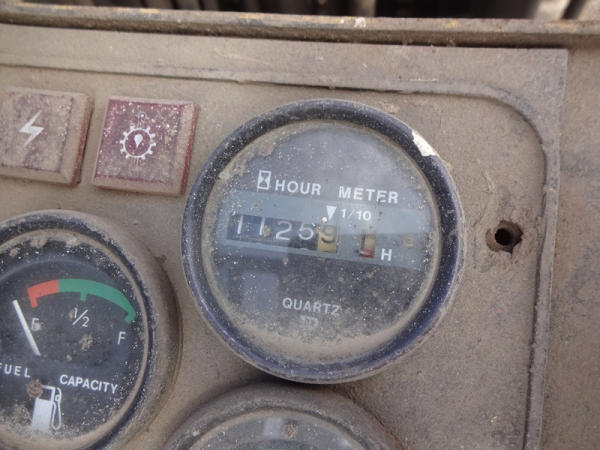 HOUR METER
1/10
11259
H
QUARTZ
E
1/2
F
FUEL CAPACITY